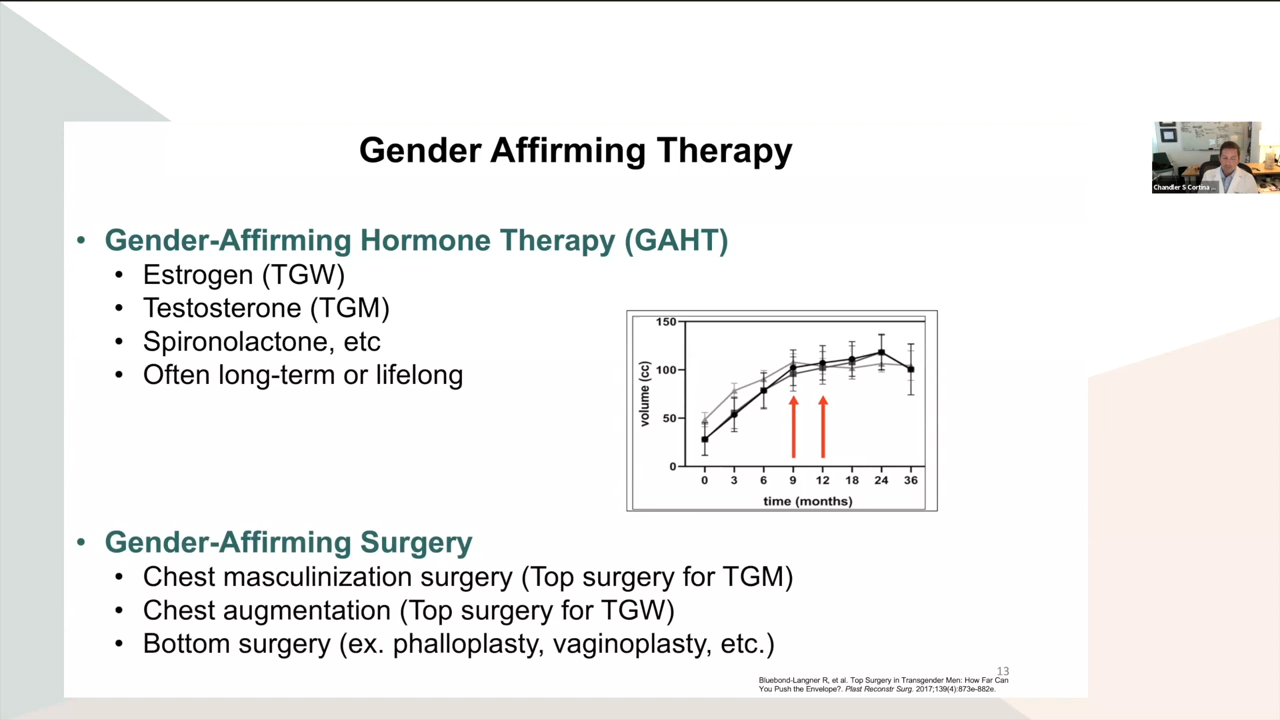 Gender Affirming Therapy
Chandler S Cortina ...
• Gender-Affirming Hormone Therapy (GAHT)
• Estrogen (TGW)
• Testosterone (TGM)
• Spironolactone, etc
• Often long-term or lifelong
150
100
50
0
volume (cc)
0 3 6 9 12 18 24 36
time (months)
• Gender-Affirming Surgery
• Chest masculinization surgery (Top surgery for TGM)
• Chest augmentation (Top surgery for TGW)
• Bottom surgery (ex. phalloplasty, vaginoplasty, etc.)
13
Bluebond-Langner R, et al. Top Surgery in Transgender Men: How Far Can
You Push the Envelope?. Plast Reconstr Surg. 2017;139(4):873e-882e.